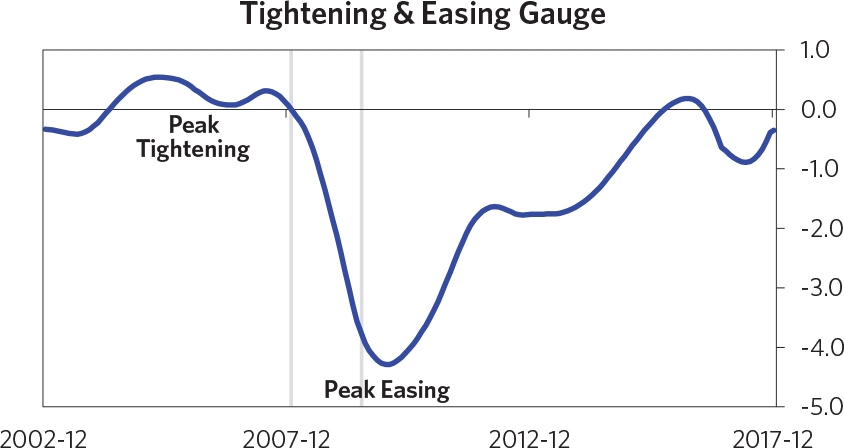 Tightening & Easing Gauge
1.0
0.0
Peak
Tightening
-1.0
-2.0
-3.0
-4.0
Peak Easing
-5.0
2002-12 2007-12 2012-12 2017-12